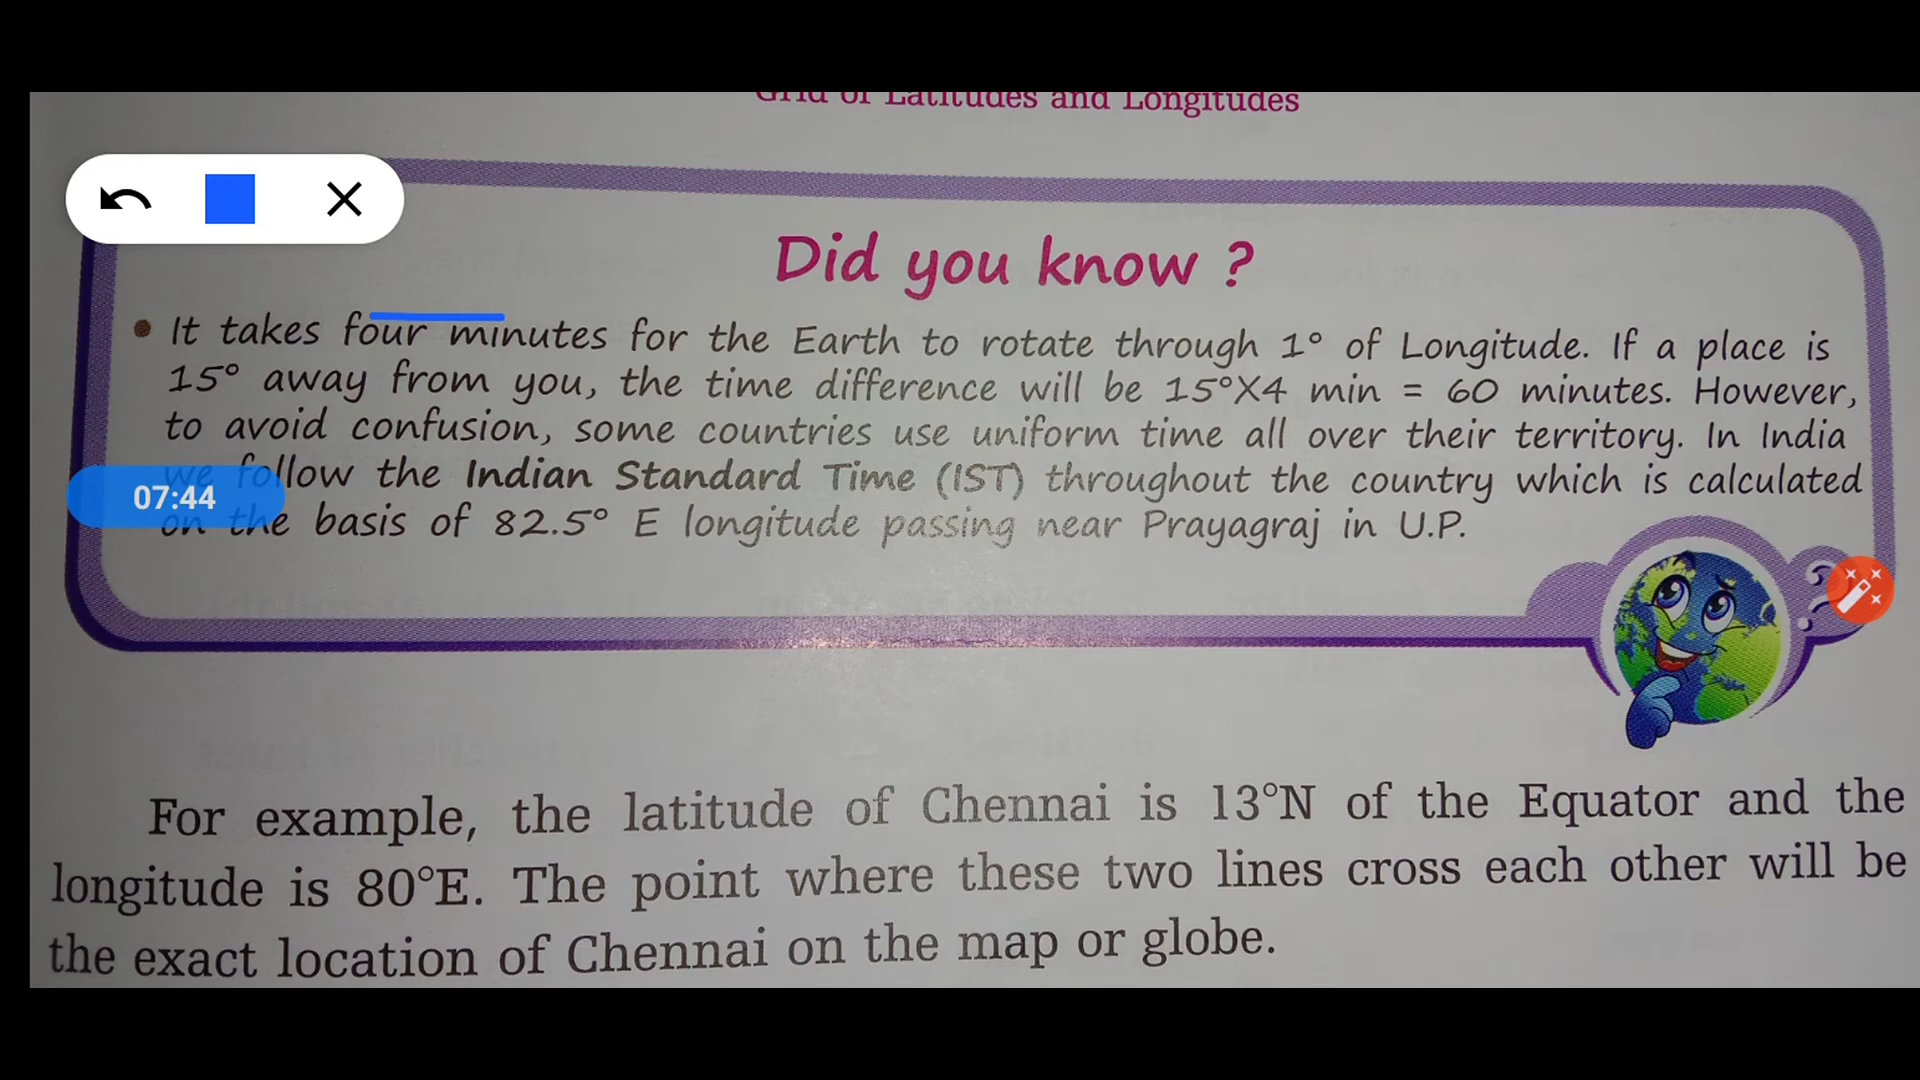 Grid of Latitudes and Longitudes
Did you know ?
• It takes four minutes for the Earth to rotate through 1° of Longitude. If a place is
15° away from you, the time difference will be 15°X4 min = 60 minutes. However,
to avoid confusion, some countries use uniform time all over their territory. In India
we follow the Indian Standard Time (IST) throughout the country which is calculated
07:44
on the basis of 82.5° E longitude passing near Prayagraj in U.P.
?
For example, the latitude of Chennai is 13°N of the Equator and the
longitude is 80°E. The point where these two lines cross each other will be
the exact location of Chennai on the map or globe.